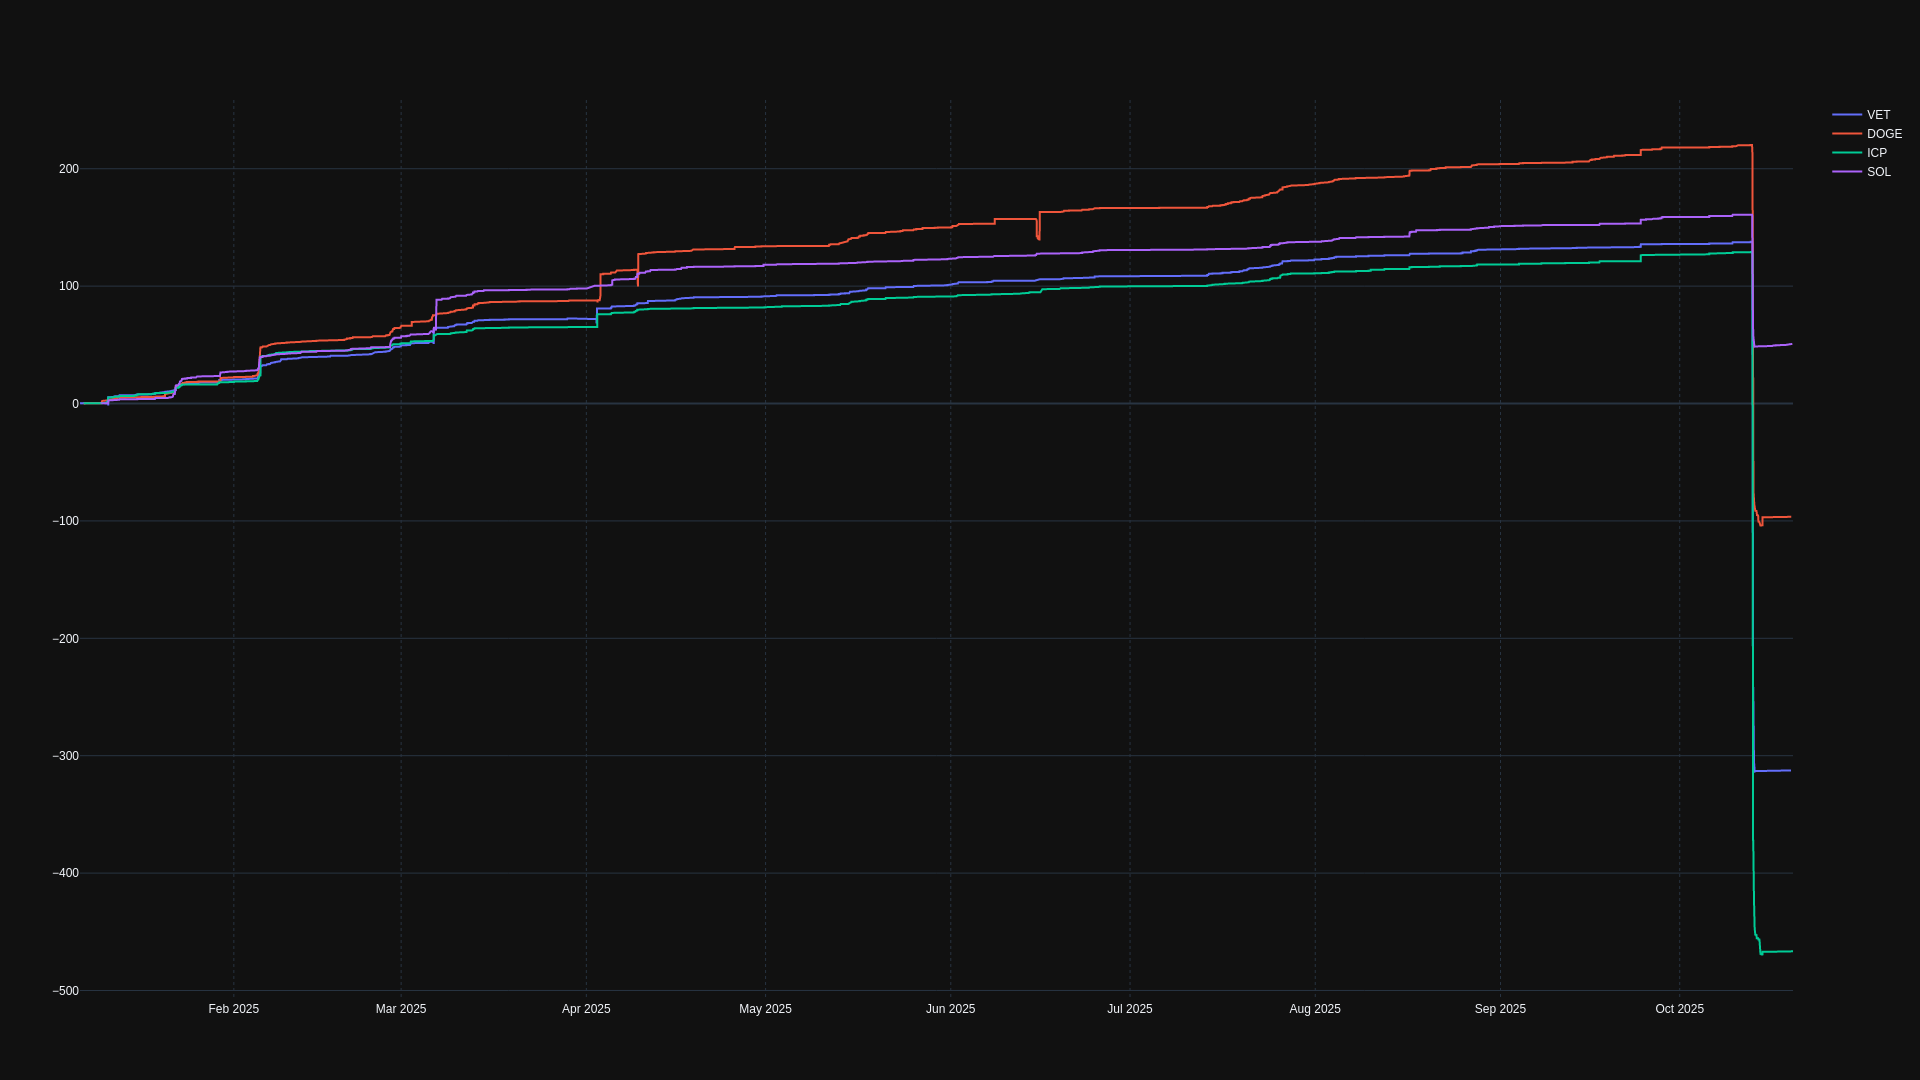 VET
DOGE
ICP
SOL
200
100
0
−100
−200
−300
−400
−500
Feb 2025
Mar 2025
Apr 2025
May 2025
Jun 2025
Jul 2025
Aug 2025
Sep 2025
Oct 2025